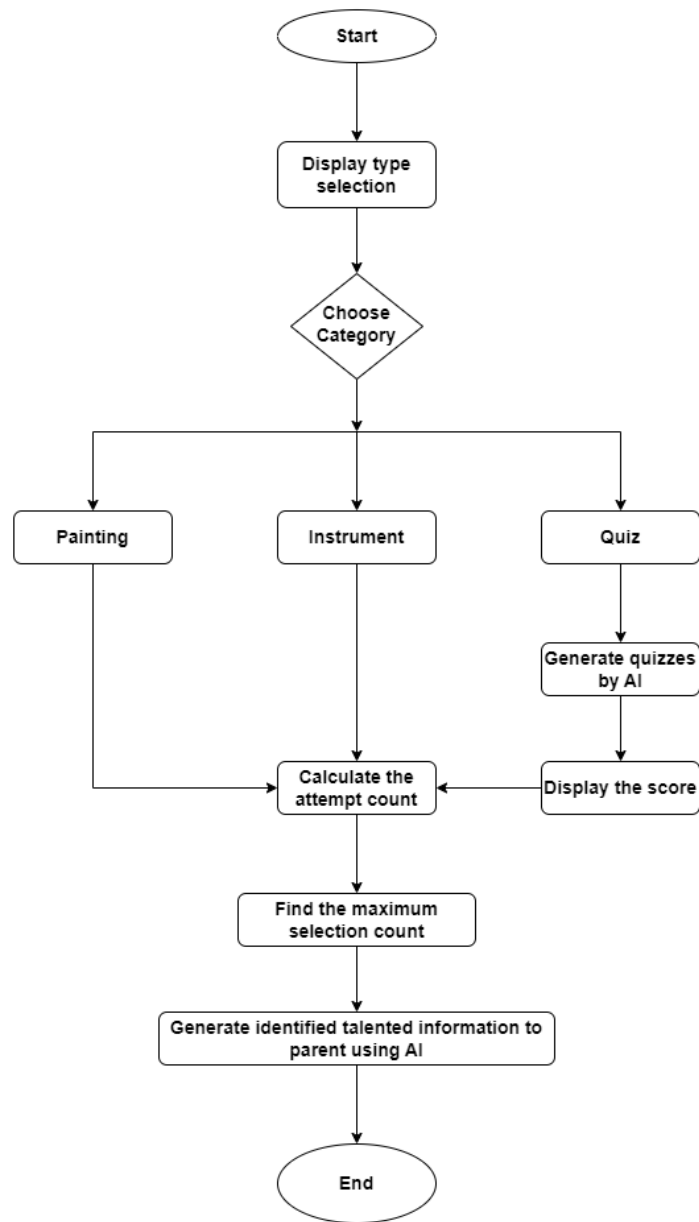 Start
Display type
selection
Choose
Category
Painting
Instrument
Quiz
Generate quizzes
by AI
Calculate the
attempt count
Display the score
Find the maximum
selection count
Generate identified talented information to
parent using AI
End